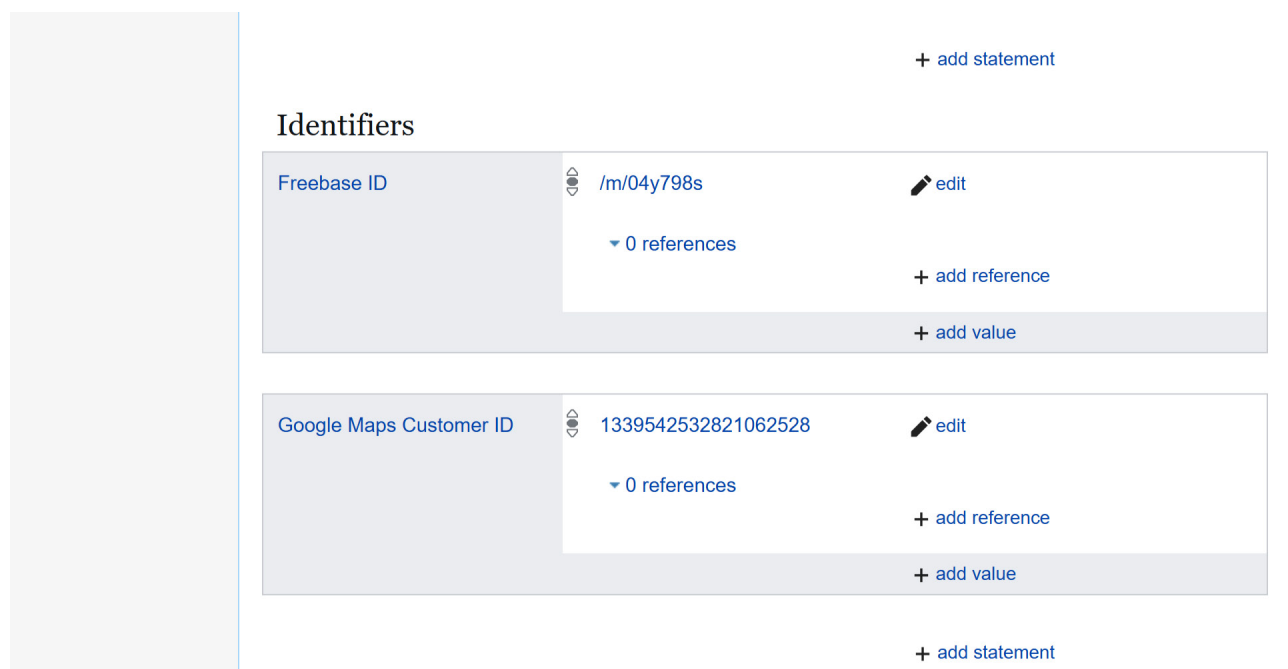 + add statement
Identifiers
Freebase ID
/m/04y798s
edit
0 references
+ add reference
+ add value
Google Maps Customer ID
1339542532821062528
edit
0 references
+ add reference
+ add value
+ add statement